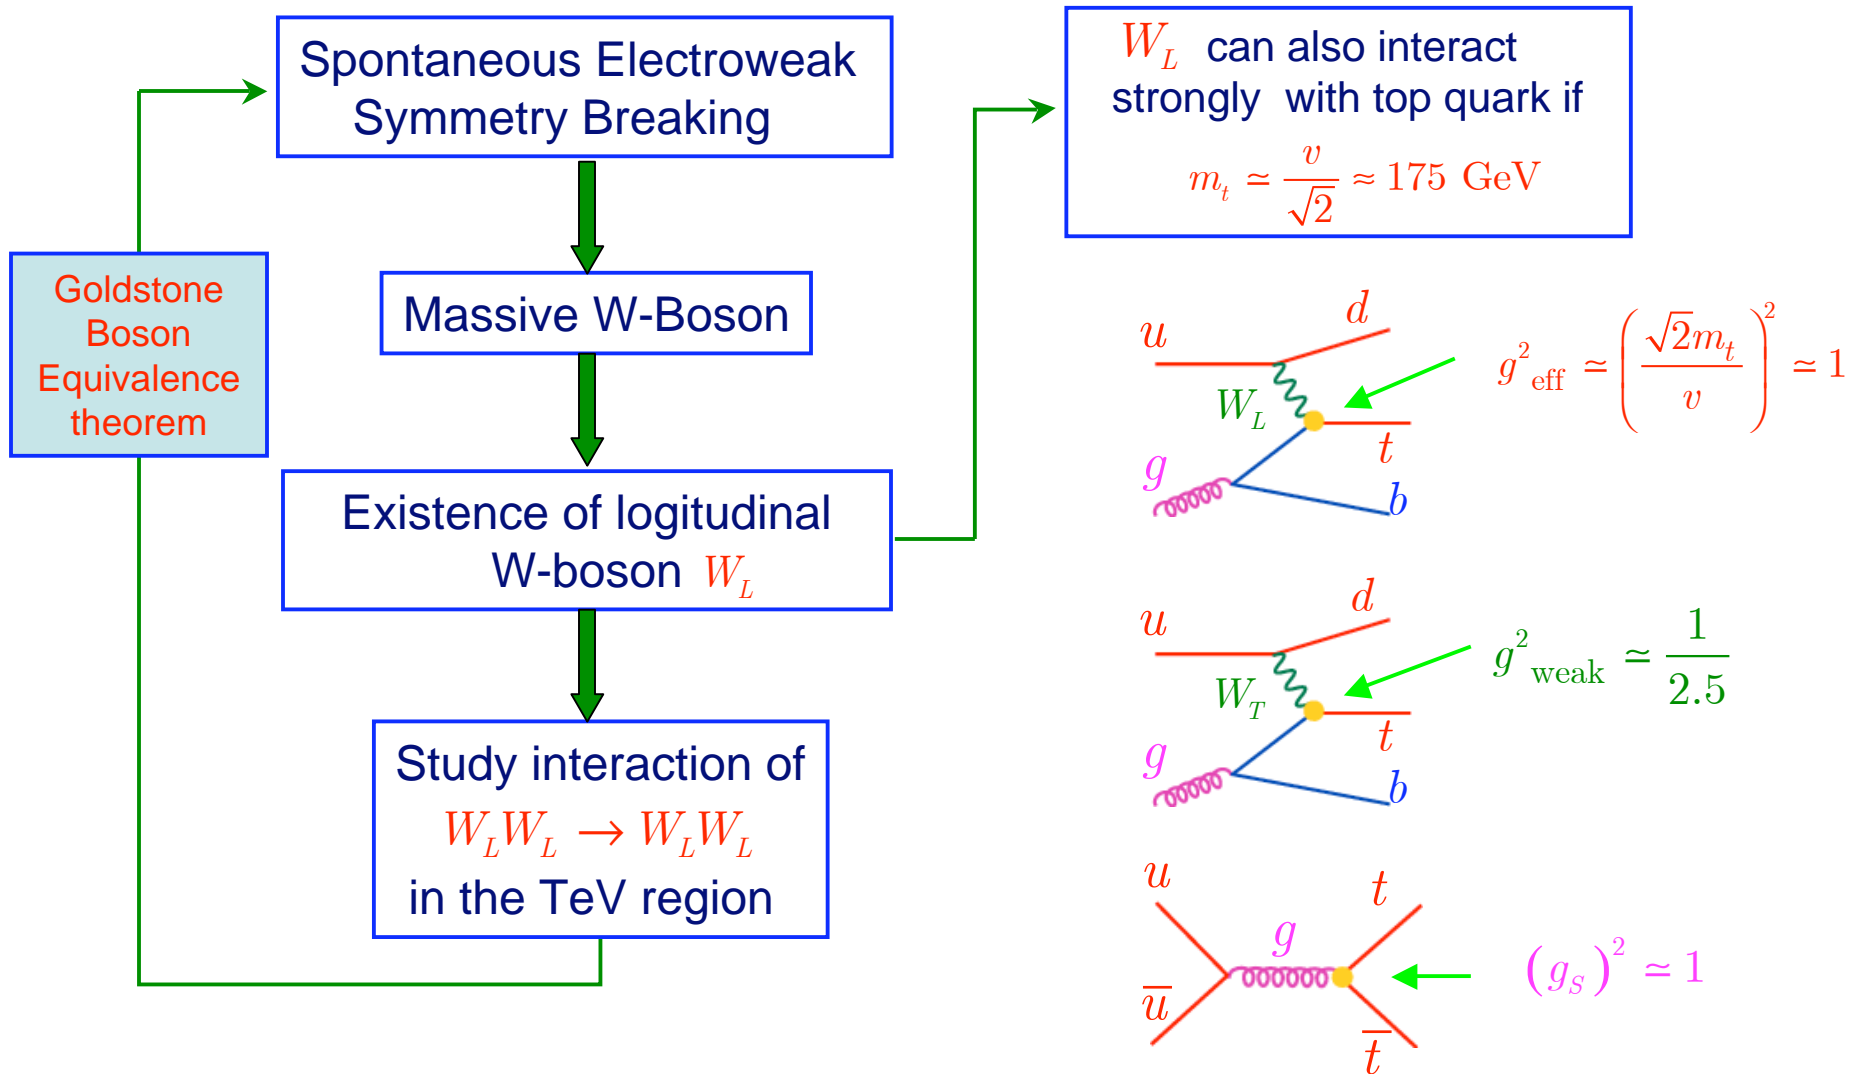 Spontaneous Electroweak
Symmetry Breaking
Massive W-Boson
Existence of logitudinal
W-boson W_L
Study interaction of
W_L W_L → W_L W_L
in the TeV region
Goldstone
Boson
Equivalence
theorem
W_L can also interact
strongly with top quark if
m_t ≃ v/√2 ≈ 175 GeV
u
d
W_L
t
g
b
g²_eff ≃ (√2m_t/v)² ≃ 1
u
d
W_T
t
g
b
g²_weak ≃ 1/2.5
u
t
g
u̅
t̅
(g_S)² ≃ 1